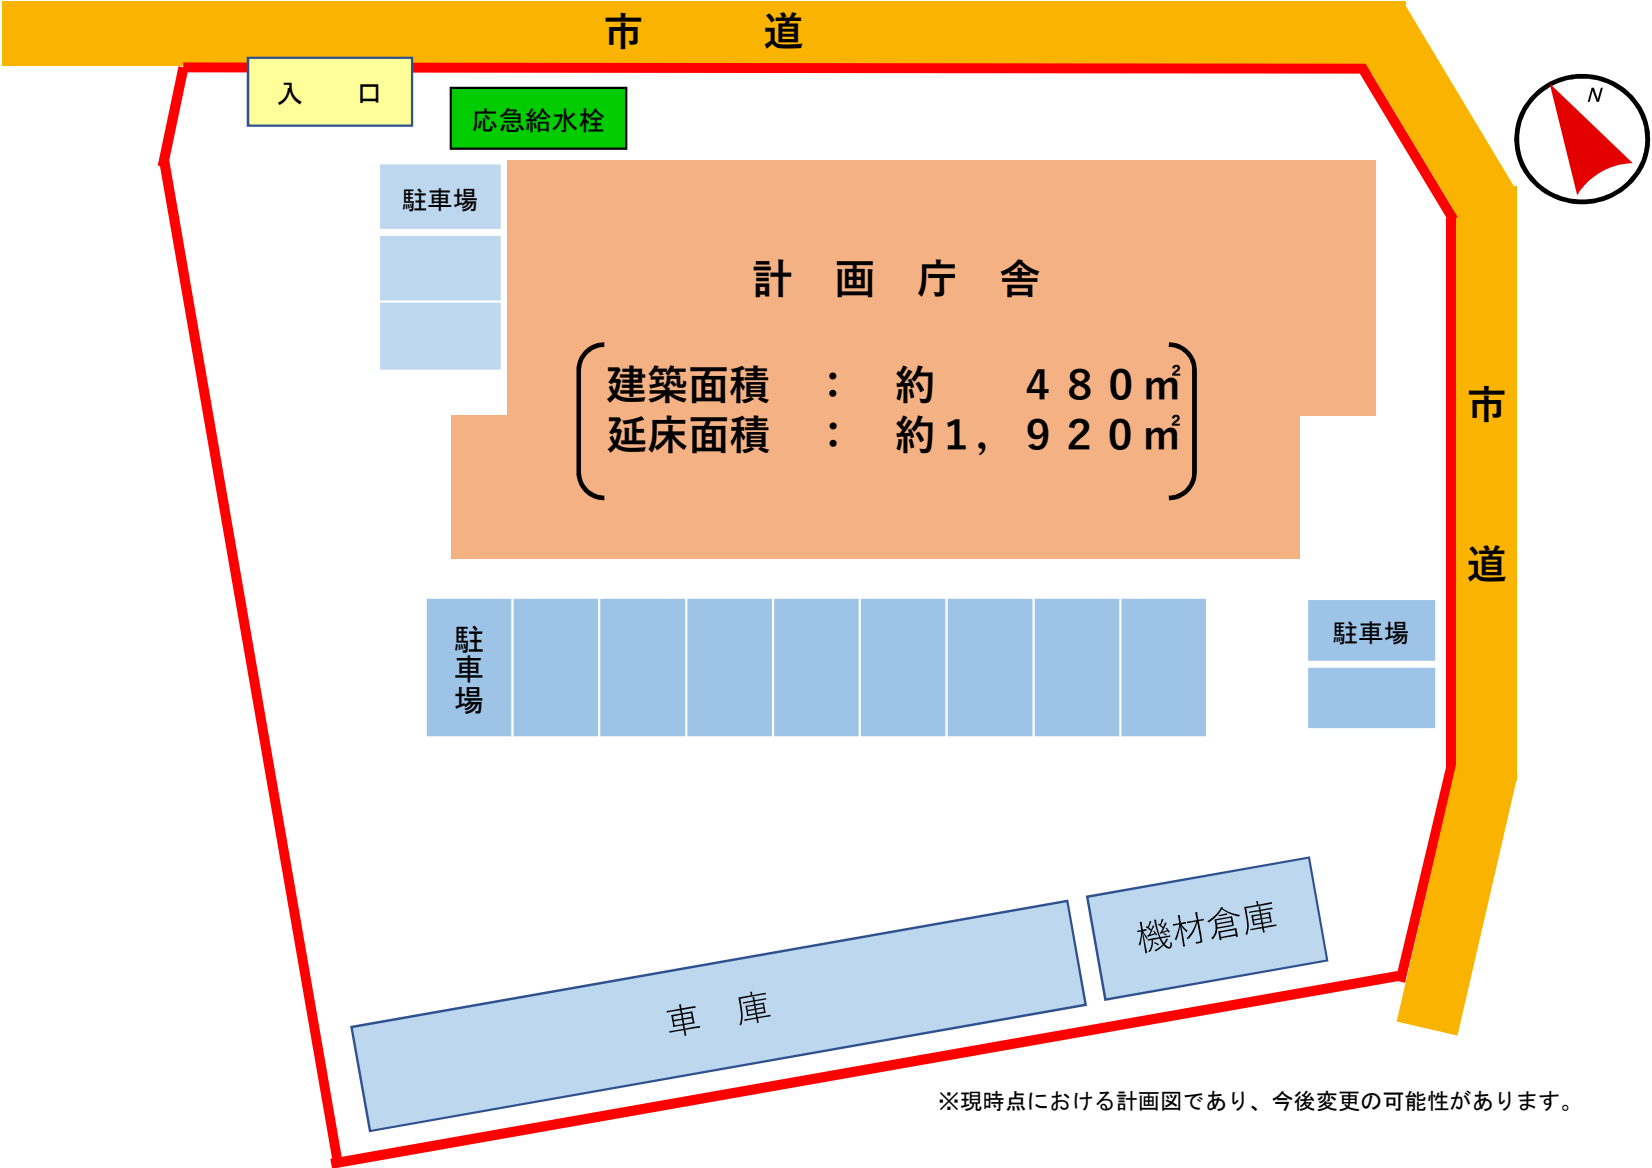 市　道
入　口
N
応急給水栓
駐車場
計　画　庁　舎
建築面積　：　約　　４８０㎡
延床面積　：　約１，９２０㎡
市　道
駐車場
駐車場
機材倉庫
車　庫
※現時点における計画図であり、今後変更の可能性があります。